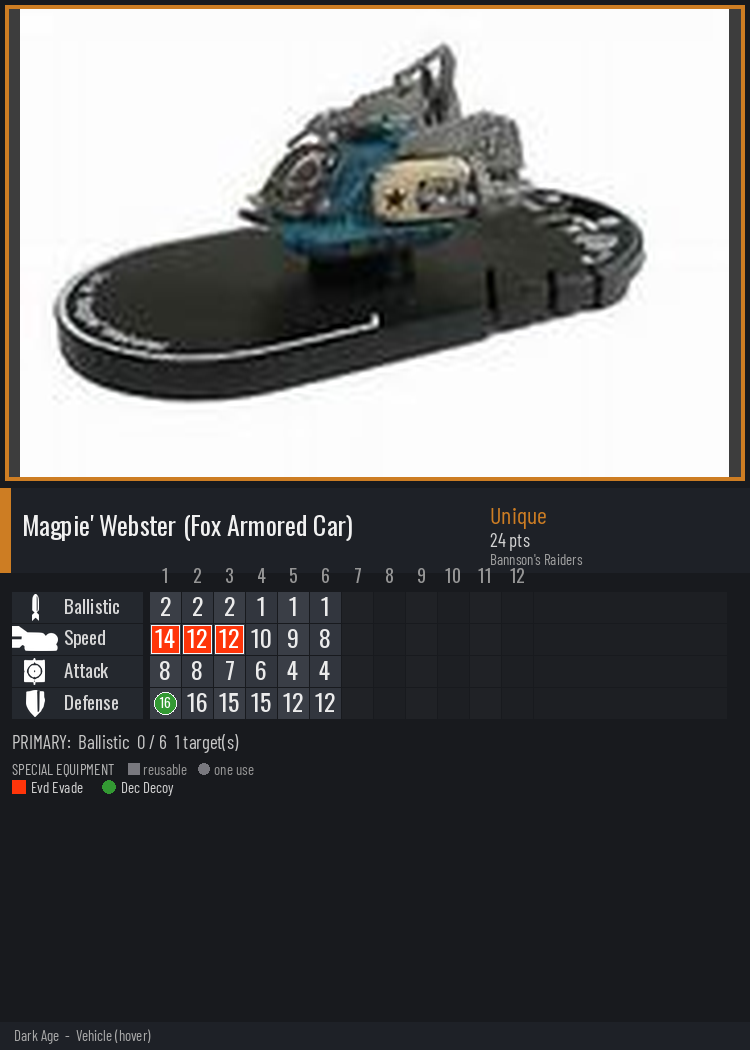 Magpie' Webster (Fox Armored Car)
Unique
24 pts
Bannson's Raiders
1 2 3 4 5 6 7 8 9 10 11 12
Ballistic 2 2 2 1 1 1
Speed 14 12 12 10 9 8
Attack 8 8 7 6 4 4
Defense 16 16 15 15 12 12
PRIMARY: Ballistic 0 / 6 1 target(s)
SPECIAL EQUIPMENT reusable one use
Evd Evade Dec Decoy
Dark Age - Vehicle (hover)